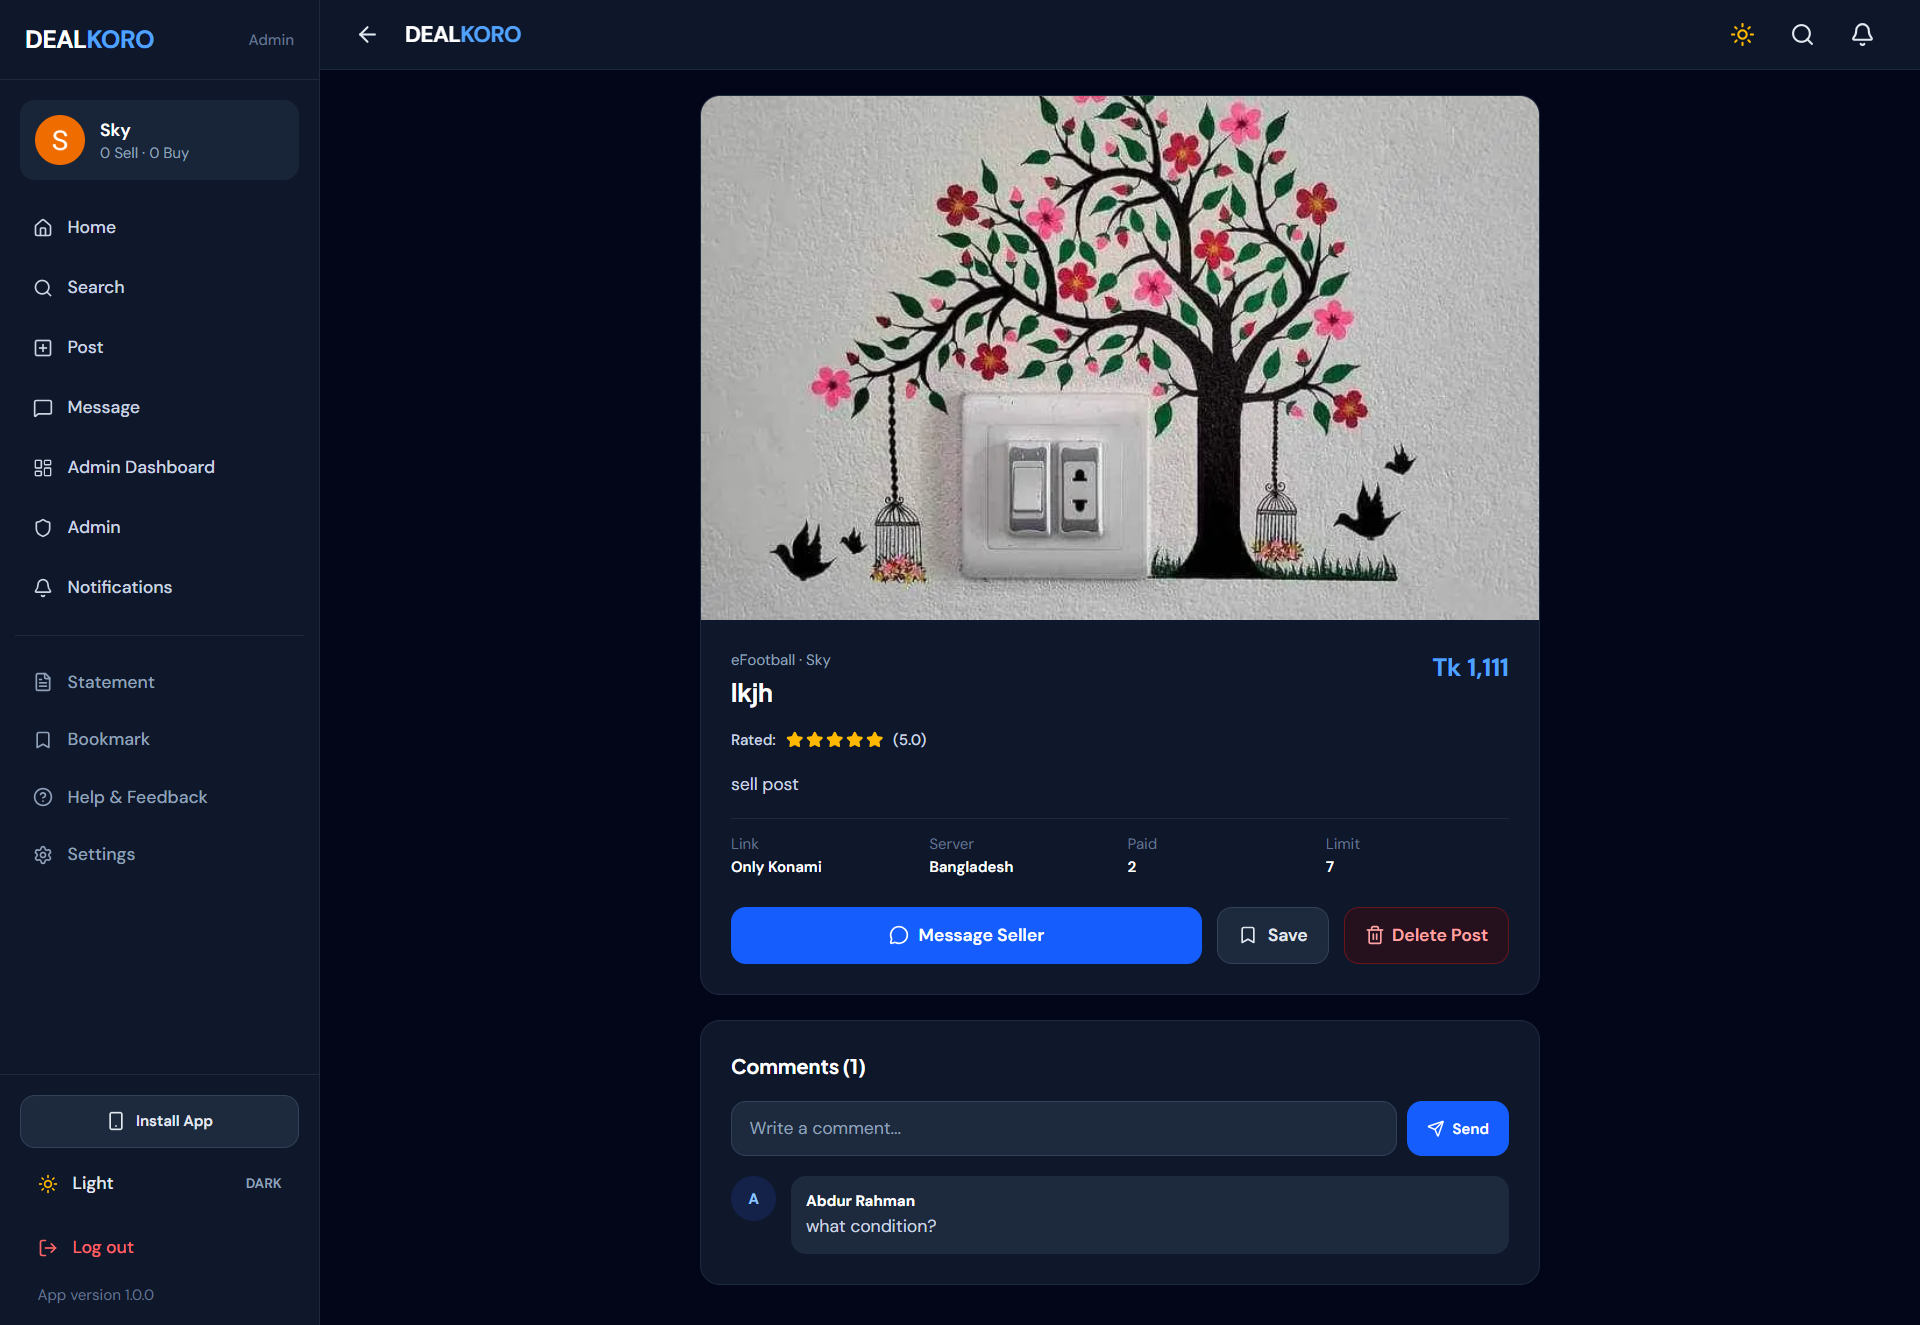 DEALKORO
Admin
S
Sky
0 Sell · 0 Buy
Home
Search
Post
Message
Admin Dashboard
Admin
Notifications
Statement
Bookmark
Help & Feedback
Settings
Install App
Light
DARK
Log out
App version 1.0.0
DEALKORO
eFootball · Sky
lkjh
Tk 1,111
Rated: (5.0)
sell post
Link
Only Konami
Server
Bangladesh
Paid
2
Limit
7
Message Seller
Save
Delete Post
Comments (1)
Write a comment...
Send
A
Abdur Rahman
what condition?